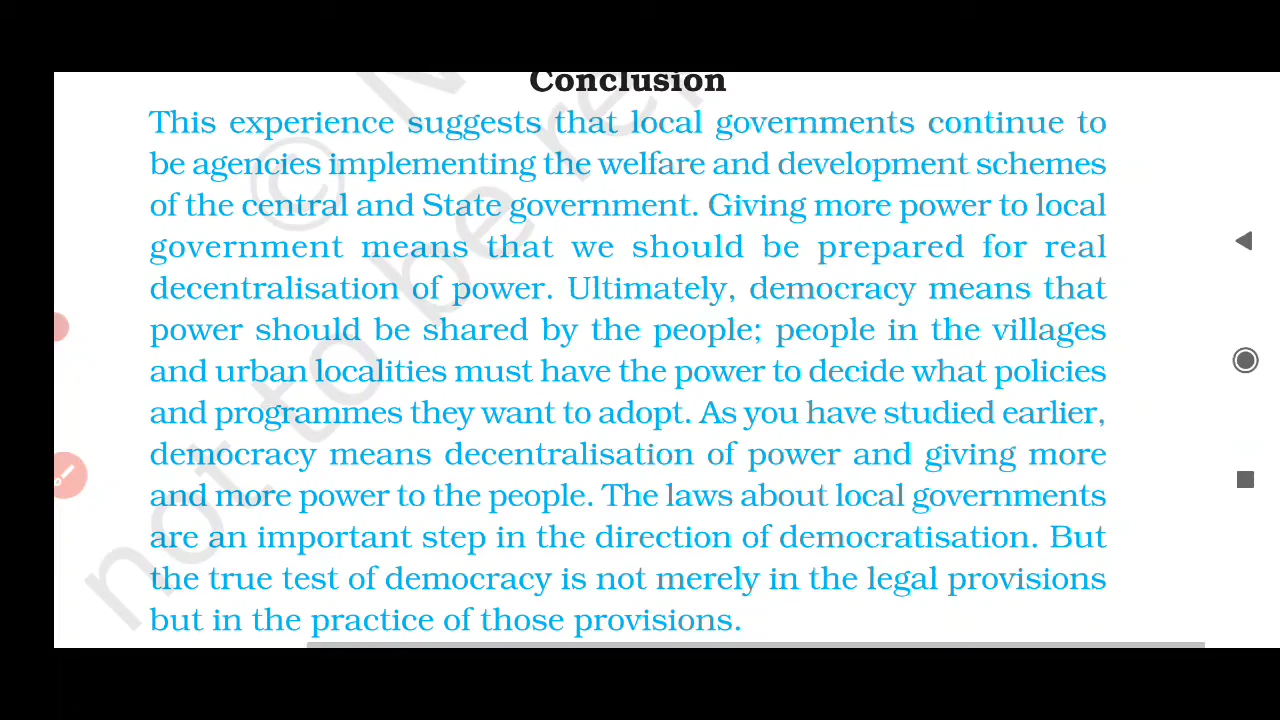 Conclusion
This experience suggests that local governments continue to
be agencies implementing the welfare and development schemes
of the central and State government. Giving more power to local
government means that we should be prepared for real
decentralisation of power. Ultimately, democracy means that
power should be shared by the people; people in the villages
and urban localities must have the power to decide what policies
and programmes they want to adopt. As you have studied earlier,
democracy means decentralisation of power and giving more
and more power to the people. The laws about local governments
are an important step in the direction of democratisation. But
the true test of democracy is not merely in the legal provisions
but in the practice of those provisions.
not to be re